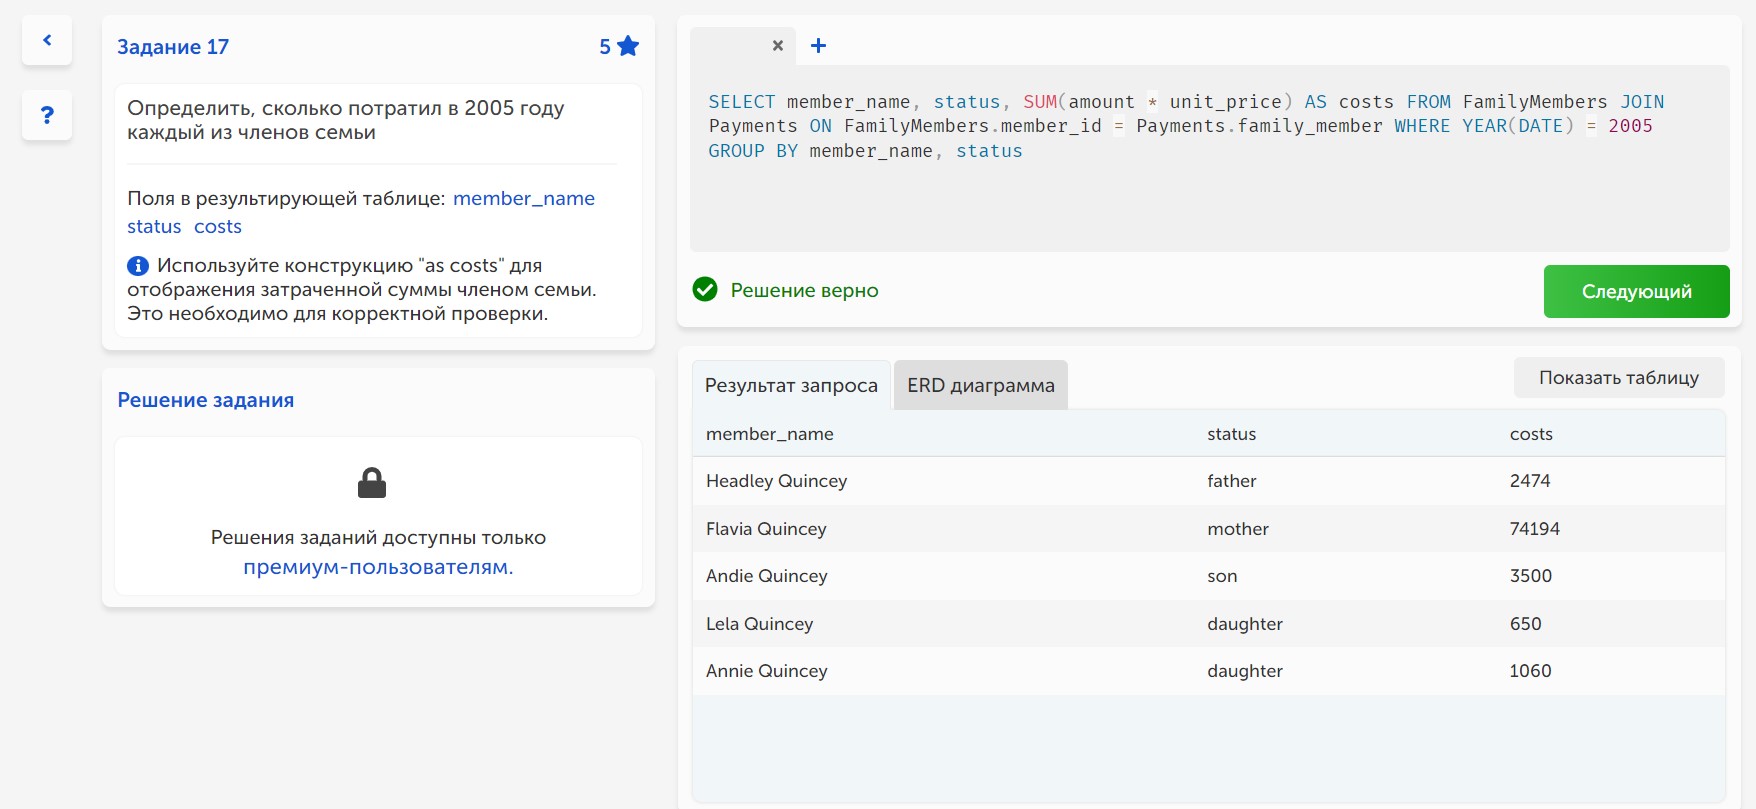 Задание 17
5
Определить, сколько потратил в 2005 году
каждый из членов семьи
Поля в результирующей таблице: member_name
status costs
Используйте конструкцию "as costs" для
отображения затраченной суммы членом семьи.
Это необходимо для корректной проверки.
Решение задания
Решения заданий доступны только
премиум-пользователям.
SELECT member_name, status, SUM(amount * unit_price) AS costs FROM FamilyMembers JOIN
Payments ON FamilyMembers.member_id = Payments.family_member WHERE YEAR(DATE) = 2005
GROUP BY member_name, status
Решение верно
Следующий
Результат запроса
ERD диаграмма
Показать таблицу
member_name status costs
Headley Quincey father 2474
Flavia Quincey mother 74194
Andie Quincey son 3500
Lela Quincey daughter 650
Annie Quincey daughter 1060